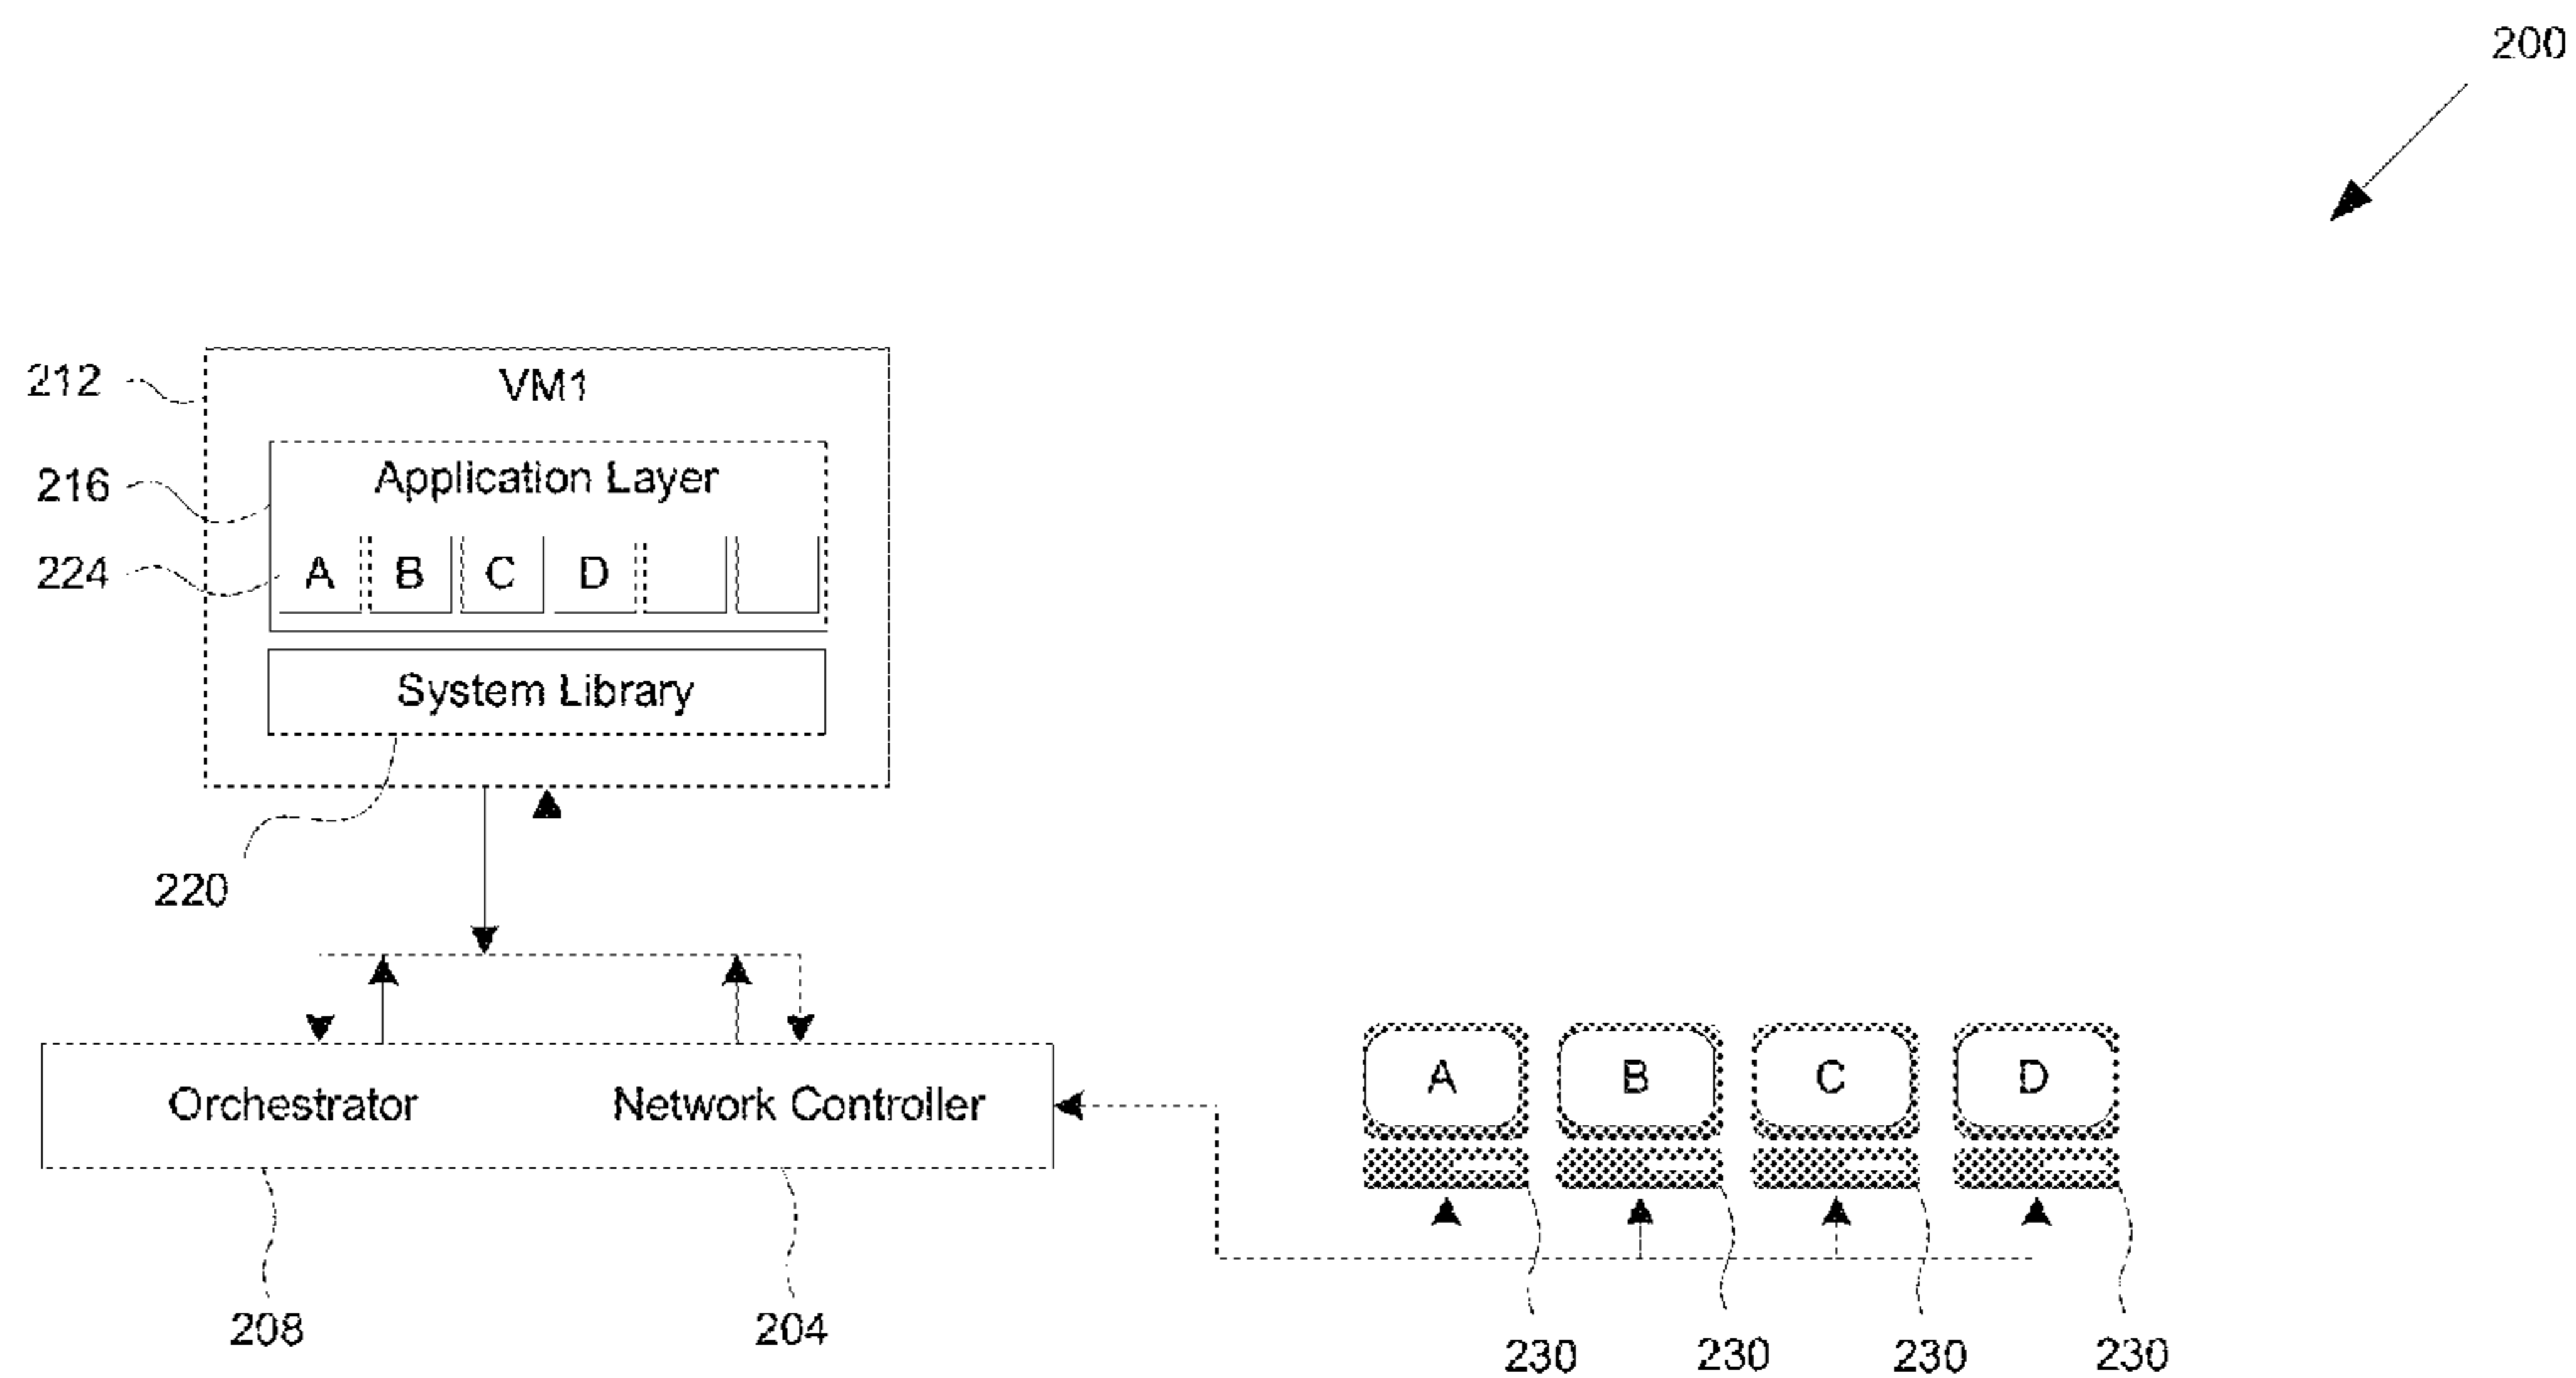 200
212
VM1
216
Application Layer
224
A B C D
System Library
220
Orchestrator Network Controller
A B C D
208 204
230 230 230 230